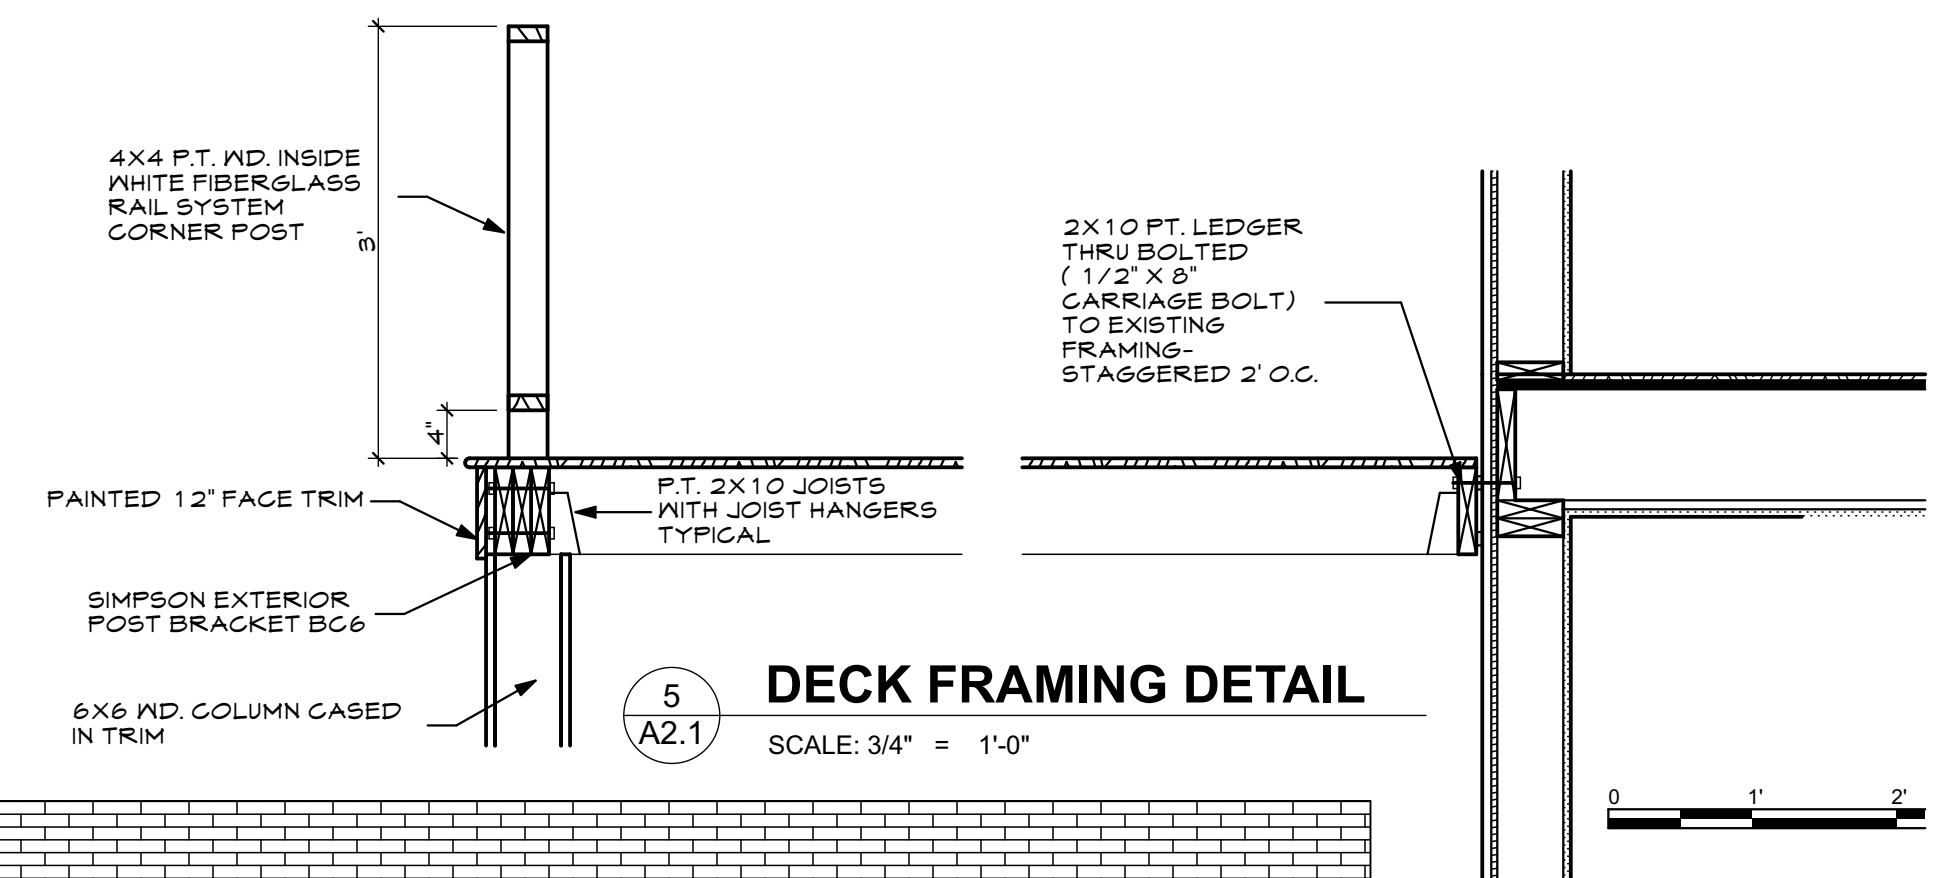 4X4 P.T. WD. INSIDE
WHITE FIBERGLASS
RAIL SYSTEM
CORNER POST
3'
4"
2X10 PT. LEDGER
THRU BOLTED
( 1/2" X 8"
CARRIAGE BOLT)
TO EXISTING
FRAMING-
STAGGERED 2' O.C.
PAINTED 12" FACE TRIM
P.T. 2X10 JOISTS
WITH JOIST HANGERS
TYPICAL
SIMPSON EXTERIOR
POST BRACKET BC6
6X6 WD. COLUMN CASED
IN TRIM
5
A2.1
DECK FRAMING DETAIL
SCALE: 3/4" = 1'-0"
0 1' 2'